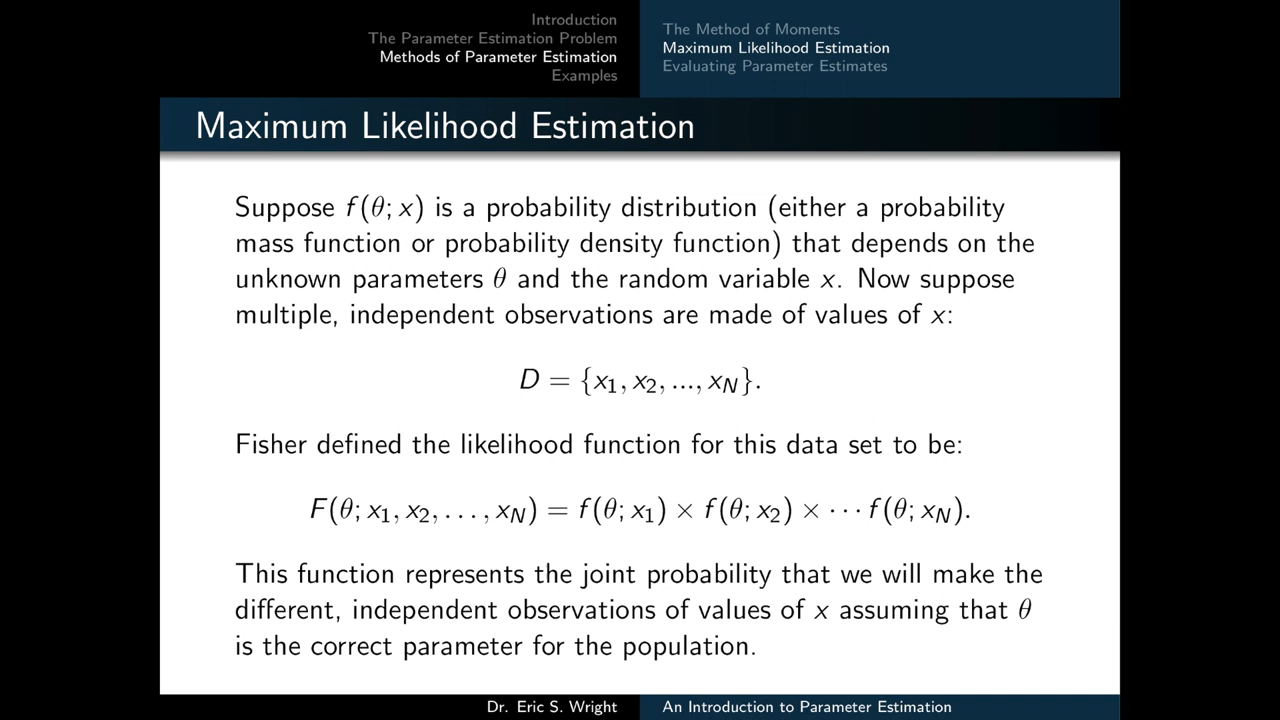 Introduction
The Parameter Estimation Problem
Methods of Parameter Estimation
Examples
The Method of Moments
Maximum Likelihood Estimation
Evaluating Parameter Estimates
Maximum Likelihood Estimation
Suppose f(θ; x) is a probability distribution (either a probability
mass function or probability density function) that depends on the
unknown parameters θ and the random variable x. Now suppose
multiple, independent observations are made of values of x:
D = {x₁, x₂, ..., x_N}.
Fisher defined the likelihood function for this data set to be:
F(θ; x₁, x₂, . . . , x_N) = f(θ; x₁) × f(θ; x₂) × · · · f(θ; x_N).
This function represents the joint probability that we will make the
different, independent observations of values of x assuming that θ
is the correct parameter for the population.
Dr. Eric S. Wright
An Introduction to Parameter Estimation